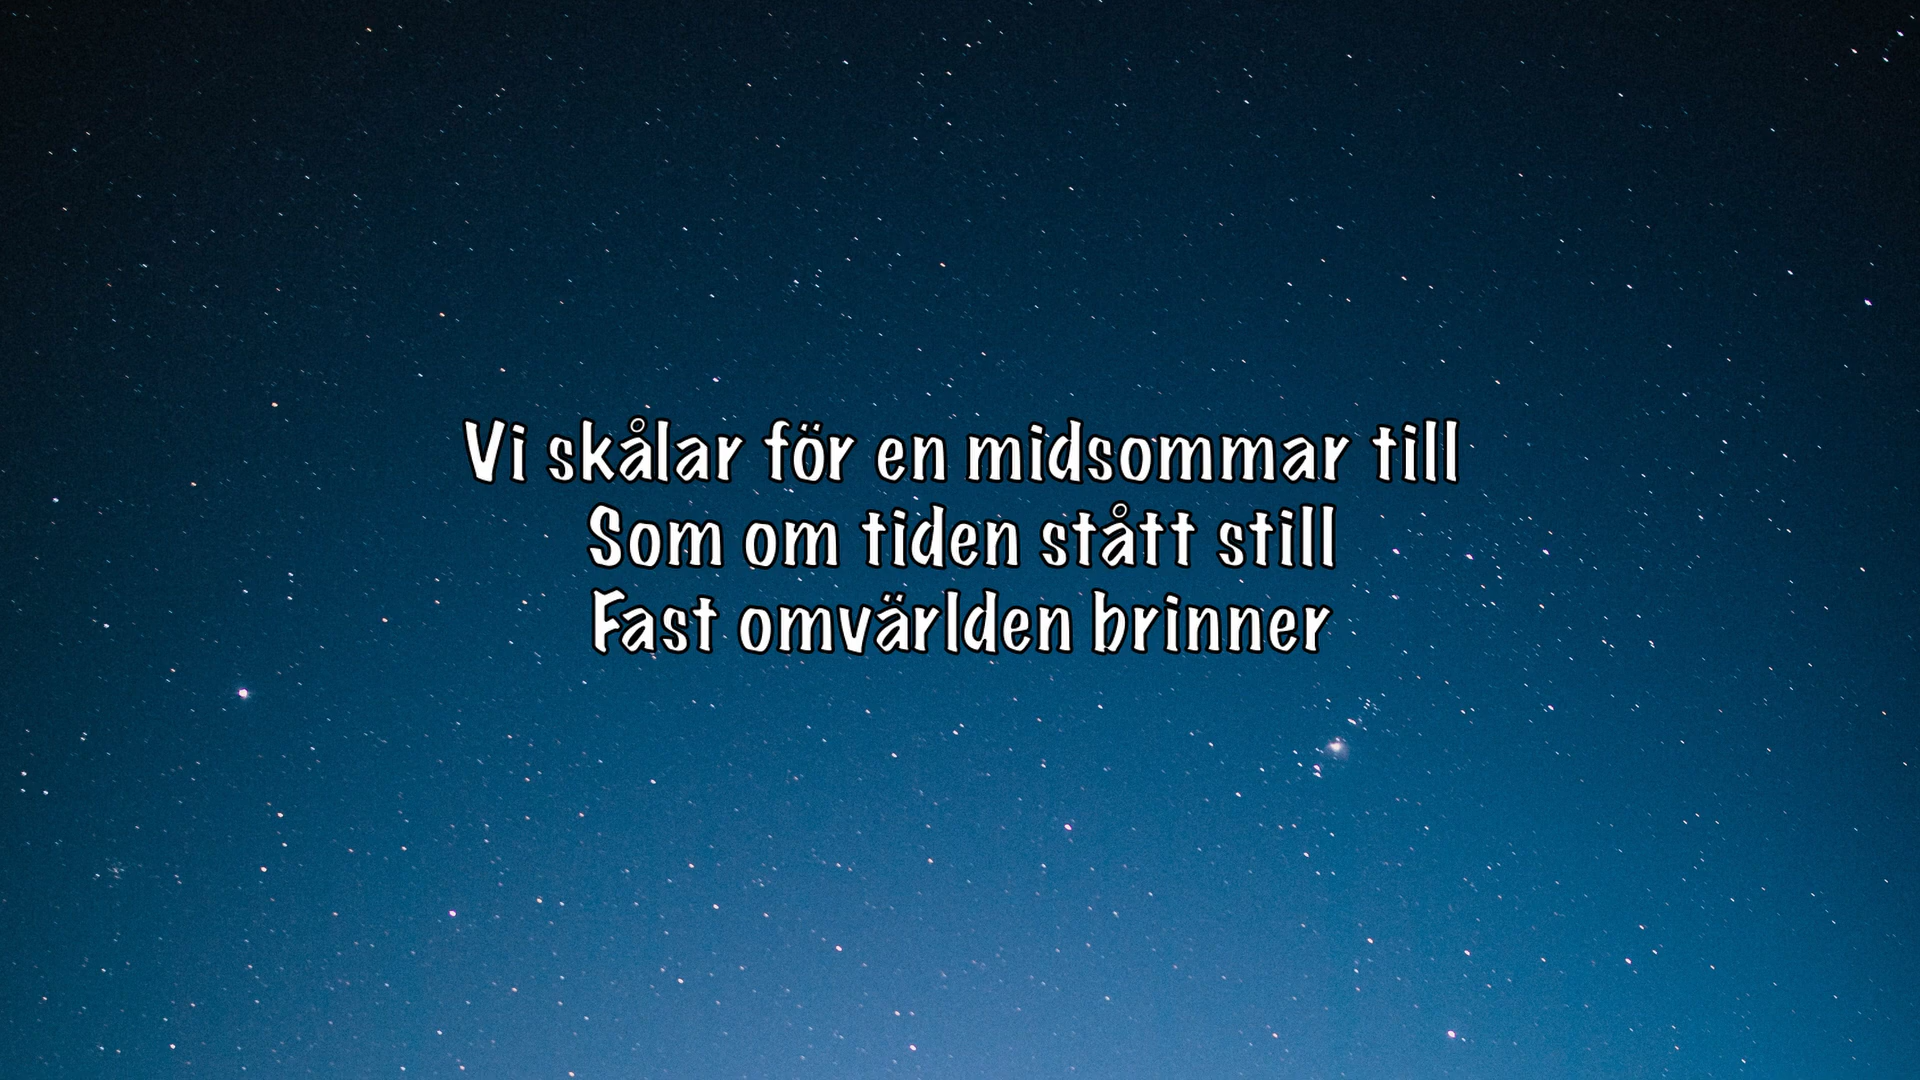 Vi skålar för en midsommar till
Som om tiden stått still
Fast omvärlden brinner